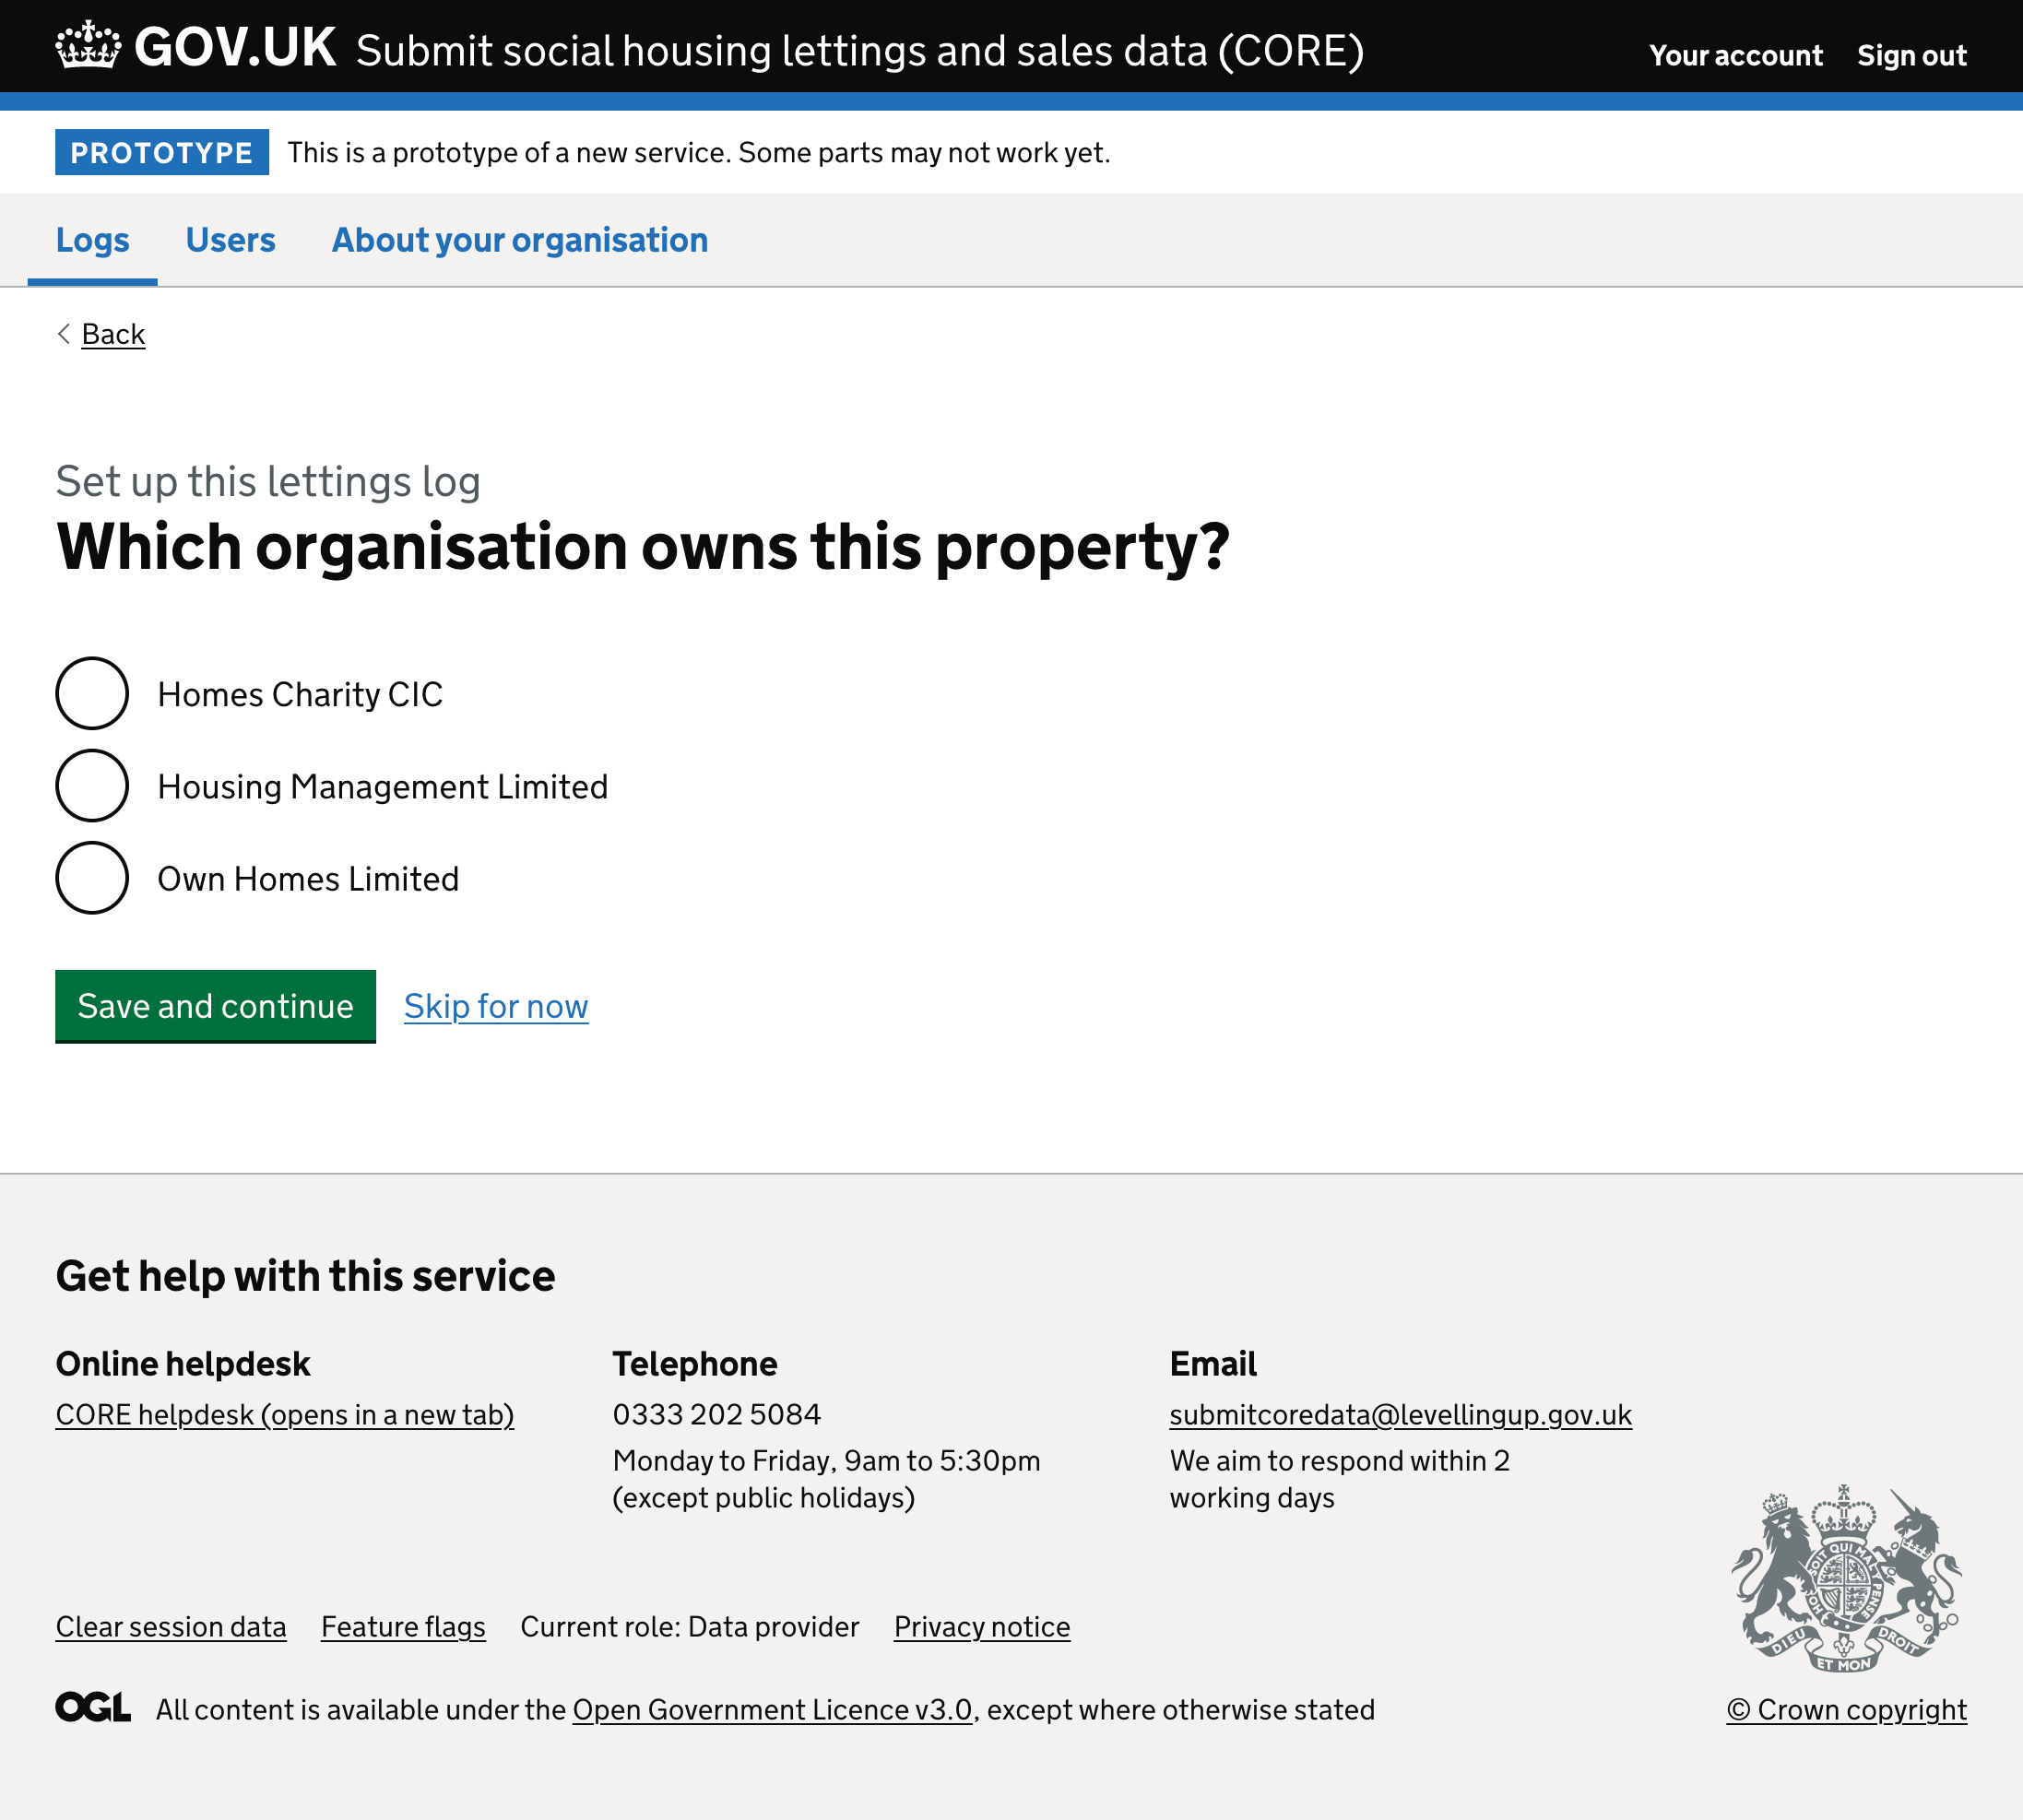 GOV.UK Submit social housing lettings and sales data (CORE) Your account Sign out
PROTOTYPE This is a prototype of a new service. Some parts may not work yet.
Logs Users About your organisation
Back
Set up this lettings log
Which organisation owns this property?
Homes Charity CIC
Housing Management Limited
Own Homes Limited
Save and continue Skip for now
Get help with this service
Online helpdesk
CORE helpdesk (opens in a new tab)
Telephone
0333 202 5084
Monday to Friday, 9am to 5:30pm
(except public holidays)
Email
submitcoredata@levellingup.gov.uk
We aim to respond within 2
working days
Clear session data Feature flags Current role: Data provider Privacy notice
HONI SOIT QUI MAL Y PENSE
DIEU ET MON DROIT
OGL All content is available under the Open Government Licence v3.0, except where otherwise stated
© Crown copyright